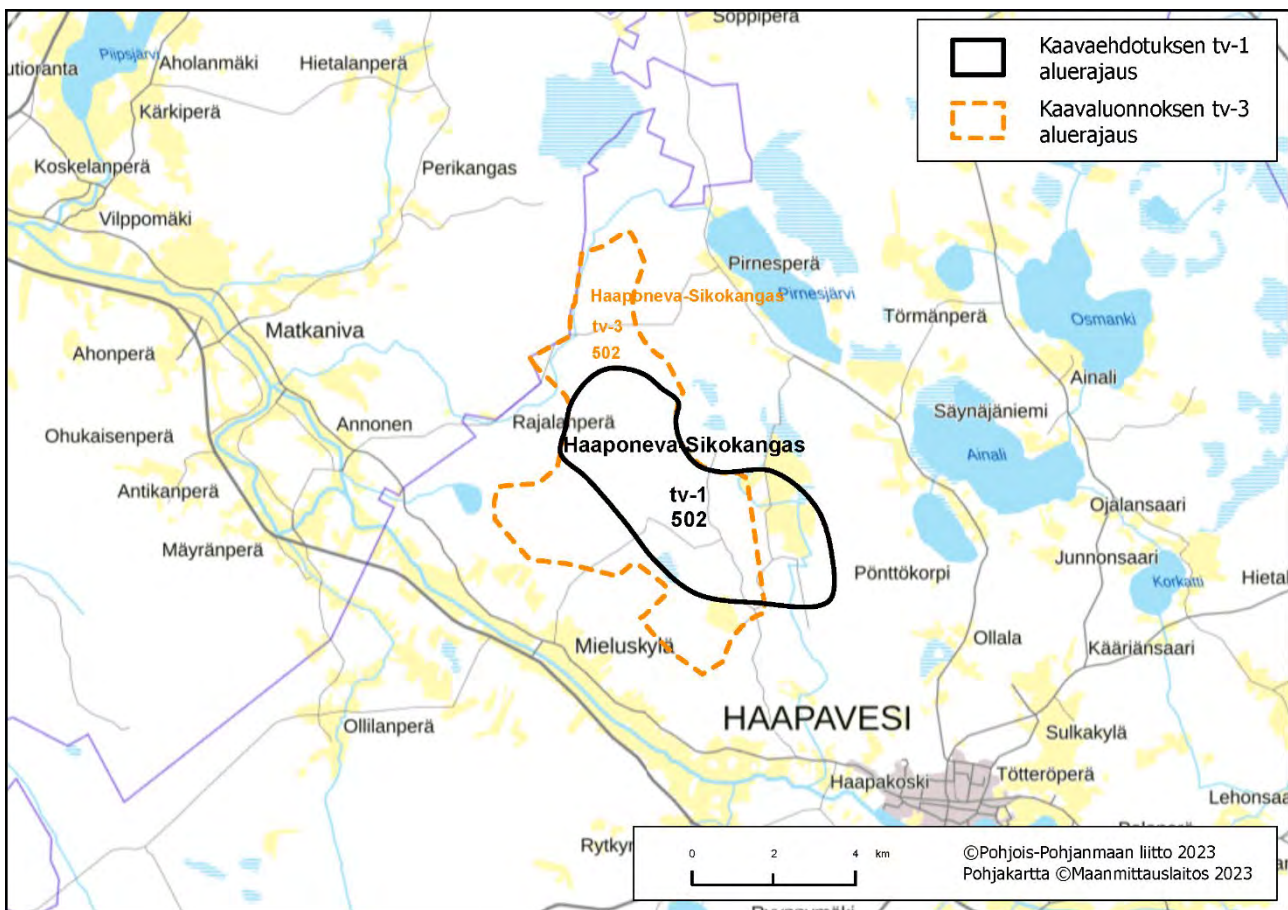 Soppiperä
Piipsjärvi
Aholanmäki
Hietalanperä
utioranta
Kärkiperä
Koskelanperä
Perikangas
Vilppomäki
Kaavaehdotuksen tv-1
aluerajaus
Kaavaluonnoksen tv-3
aluerajaus
Pirnesperä
Haaponeva-Sikokangas
Pirnesjärvi
tv-3
502
Törmänperä
Osmanki
Matkaniva
Ahonperä
Ainali
Säynäjäniemi
Rajalanperä
Annonen
Ohukaisenperä
Haaponeva-Sikokangas
Ainali
Antikanperä
tv-1
502
Ojalansaari
Mäyränperä
Junnonsaari
Pönttökorpi
Korkatti
Hietal
Mieluskylä
Ollala
Kääriänsaari
Ollilanperä
HAAPAVESI
Sulkakylä
Haapakoski
Tötteröperä
Lehonsaa
Rytkyn
0 2 4 km
©Pohjois-Pohjanmaan liitto 2023
Pohjakartta ©Maanmittauslaitos 2023